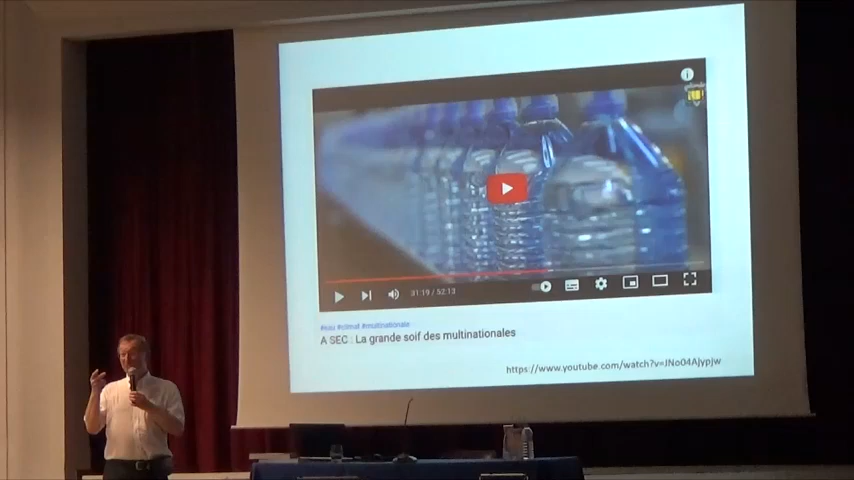 31:19 / 52:13
#eau #climat #multinationale
A SEC : La grande soif des multinationales
https://www.youtube.com/watch?v=JNo04Ajypjw